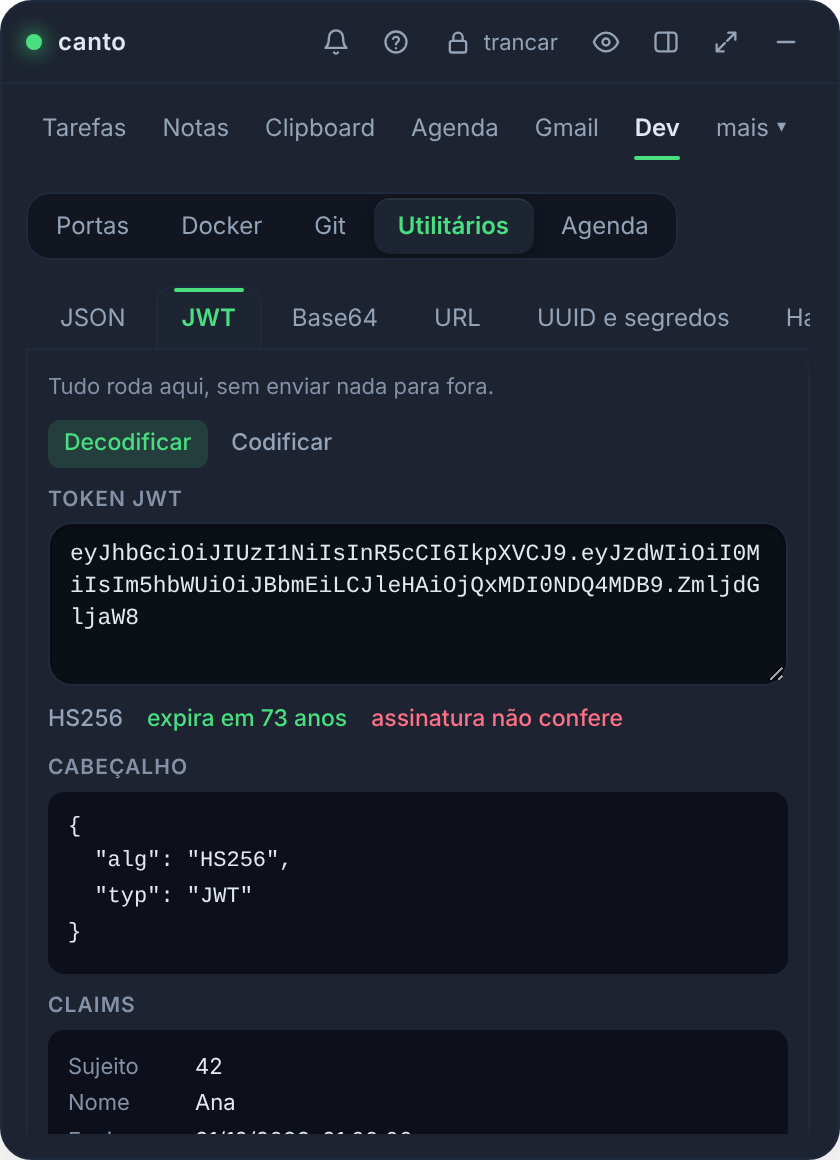 canto
trancar
Tarefas Notas Clipboard Agenda Gmail Dev mais ▾
Portas Docker Git Utilitários Agenda
JSON JWT Base64 URL UUID e segredos
Tudo roda aqui, sem enviar nada para fora.
Decodificar Codificar
TOKEN JWT
eyJhbGciOiJIUzI1NiIsInR5cCI6IkpXVCJ9.eyJzdWIiOiI0M
iIsIm5hbWUiOiJBbmEiLCJleHAiOjQxMDI0NDQ4MDB9.ZmljdG
ljaW8
HS256 expira em 73 anos assinatura não confere
CABEÇALHO
{
"alg": "HS256",
"typ": "JWT"
}
CLAIMS
Sujeito 42
Nome Ana